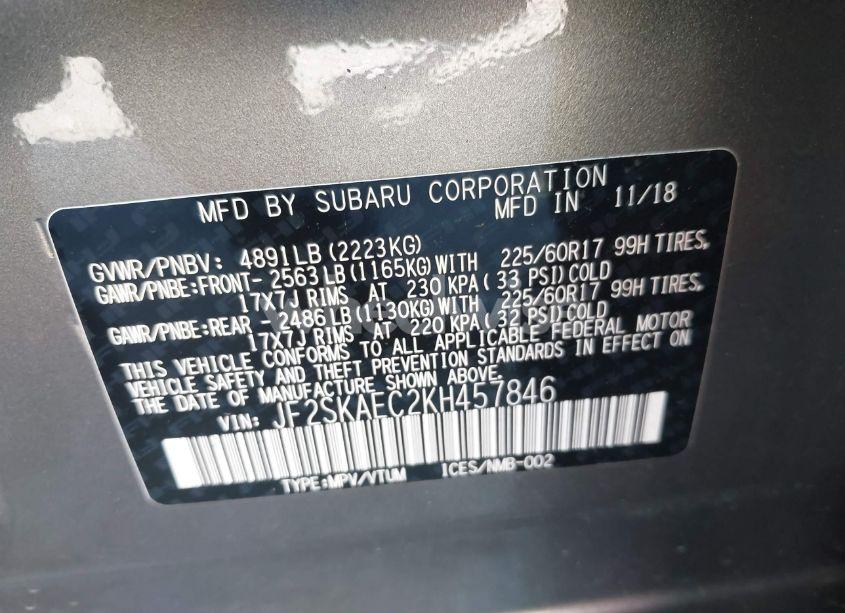 MFD BY SUBARU CORPORATION
MFD IN 11/18
GVWR/PNBV: 4891LB (2223KG)
GAWR/PNBE:FRONT- 2563LB(1165KG)WITH 225/60R17 99H TIRES,
17X7J RIMS AT 230 KPA( 33 PSI)COLD
GAWR/PNBE:REAR - 2486LB(1130KG)WITH 225/60R17 99H TIRES,
17X7J RIMS AT 220 KPA(32 PSI)COLD
THIS VEHICLE CONFORMS TO ALL APPLICABLE FEDERAL MOTOR
VEHICLE SAFETY AND THEFT PREVENTION STANDARDS IN EFFECT ON
THE DATE OF MANUFACTURE SHOWN ABOVE.
VIN: JF2SKAEC2KH457846
TYPE:MPV/VTUM ICES/NMB-002